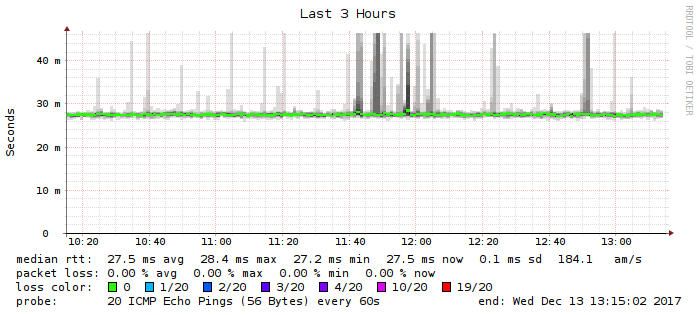 Last 3 Hours
RRDTOOL / TOBI OETIKER
Seconds
40 m
30 m
20 m
10 m
0
10:20 10:40 11:00 11:20 11:40 12:00 12:20 12:40 13:00
median rtt: 27.5 ms avg 28.4 ms max 27.2 ms min 27.5 ms now 0.1 ms sd 184.1 am/s
packet loss: 0.00 % avg 0.00 % max 0.00 % min 0.00 % now
loss color: 0 1/20 2/20 3/20 4/20 10/20 19/20
probe: 20 ICMP Echo Pings (56 Bytes) every 60s end: Wed Dec 13 13:15:02 2017